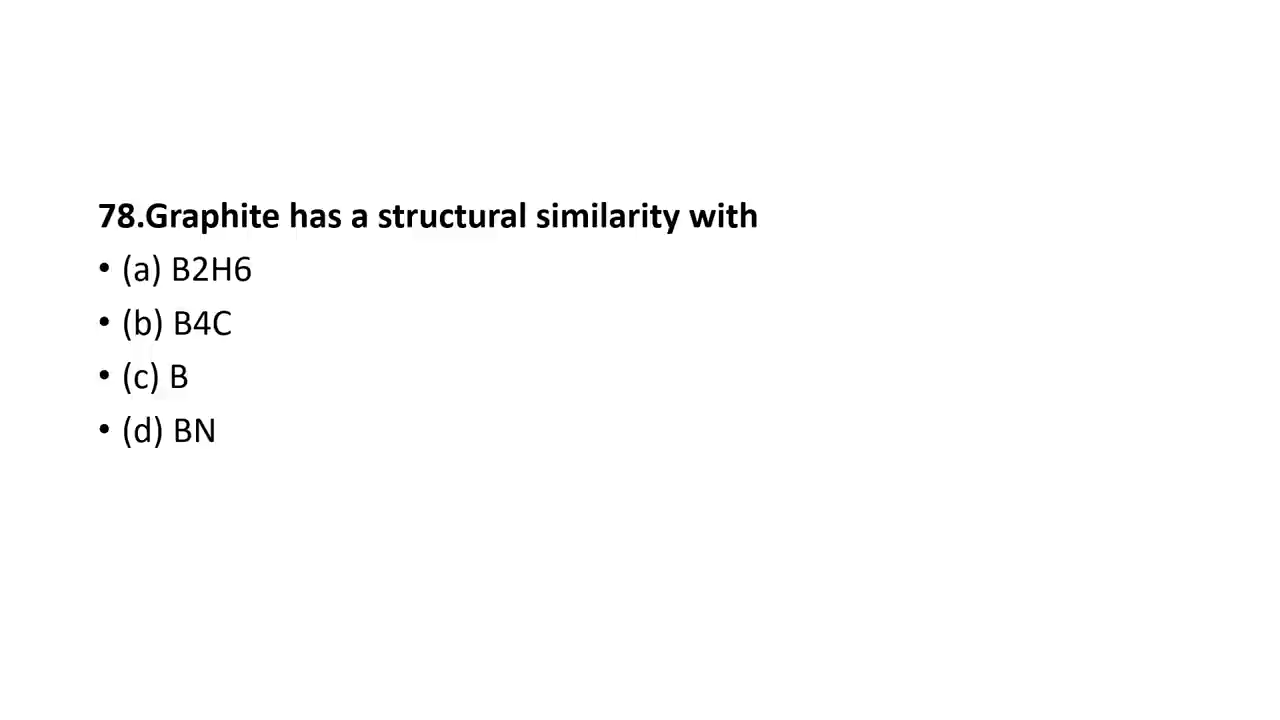 78.Graphite has a structural similarity with
• (a) B2H6
• (b) B4C
• (c) B
• (d) BN